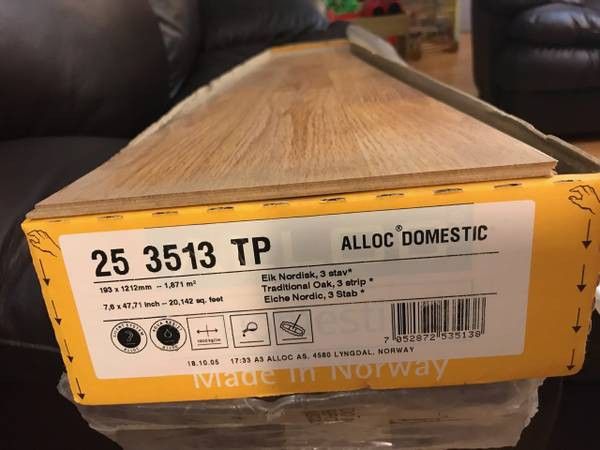 25 3513 TP
ALLOC® DOMESTIC
193 x 1212mm – 1,871 m²
7,6 x 47,71 inch – 20,142 sq. feet
Eik Nordisk, 3 stav*
Traditional Oak, 3 strip *
Eiche Nordic, 3 Stab *
7 052872 535138
18.10.05 17:33 A3 ALLOC AS, 4580 LYNGDAL, NORWAY
Made in Norway